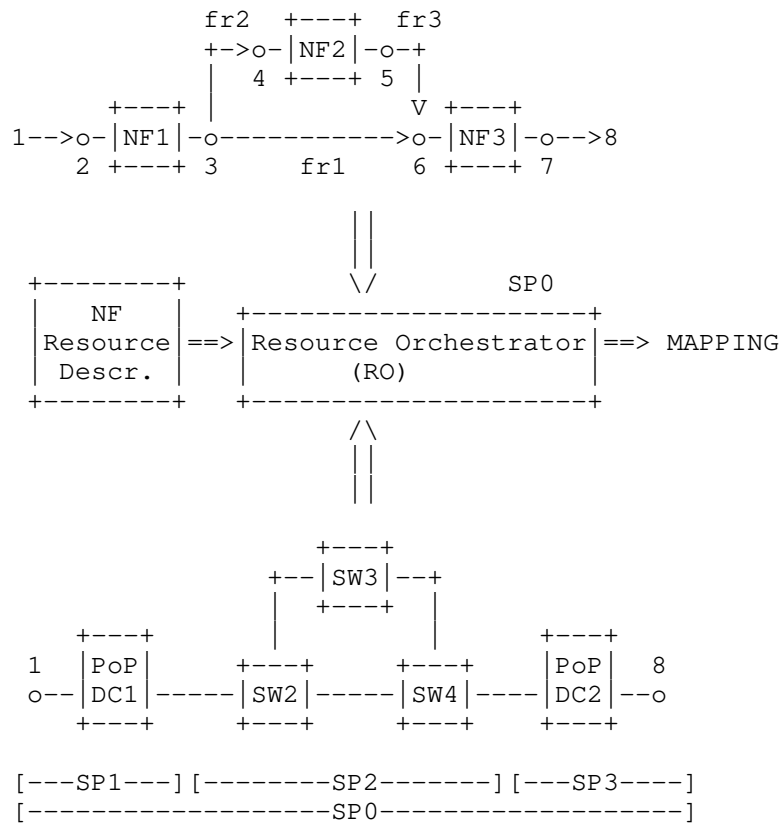 fr2 +---+ fr3
+->o-|NF2|-o-+
| 4 +---+ 5 |
+---+ | V +---+
1-->o-|NF1|-o------------->o-|NF3|-o-->8
2 +---+ 3 fr1 6 +---+ 7
||
||
+--------+ \/ SP0
| NF | +---------------------+
|Resource|==>|Resource Orchestrator|==> MAPPING
| Descr. | | (RO) |
+--------+ +---------------------+
/\
||
||
+---+
+--|SW3|--+
| +---+ |
+---+ | | +---+
1 |PoP| +---+ +---+ |PoP| 8
o--|DC1|-----|SW2|-----|SW4|----|DC2|--o
+---+ +---+ +---+ +---+
[---SP1---][--------SP2-------][---SP3----]
[-------------------SP0-------------------]